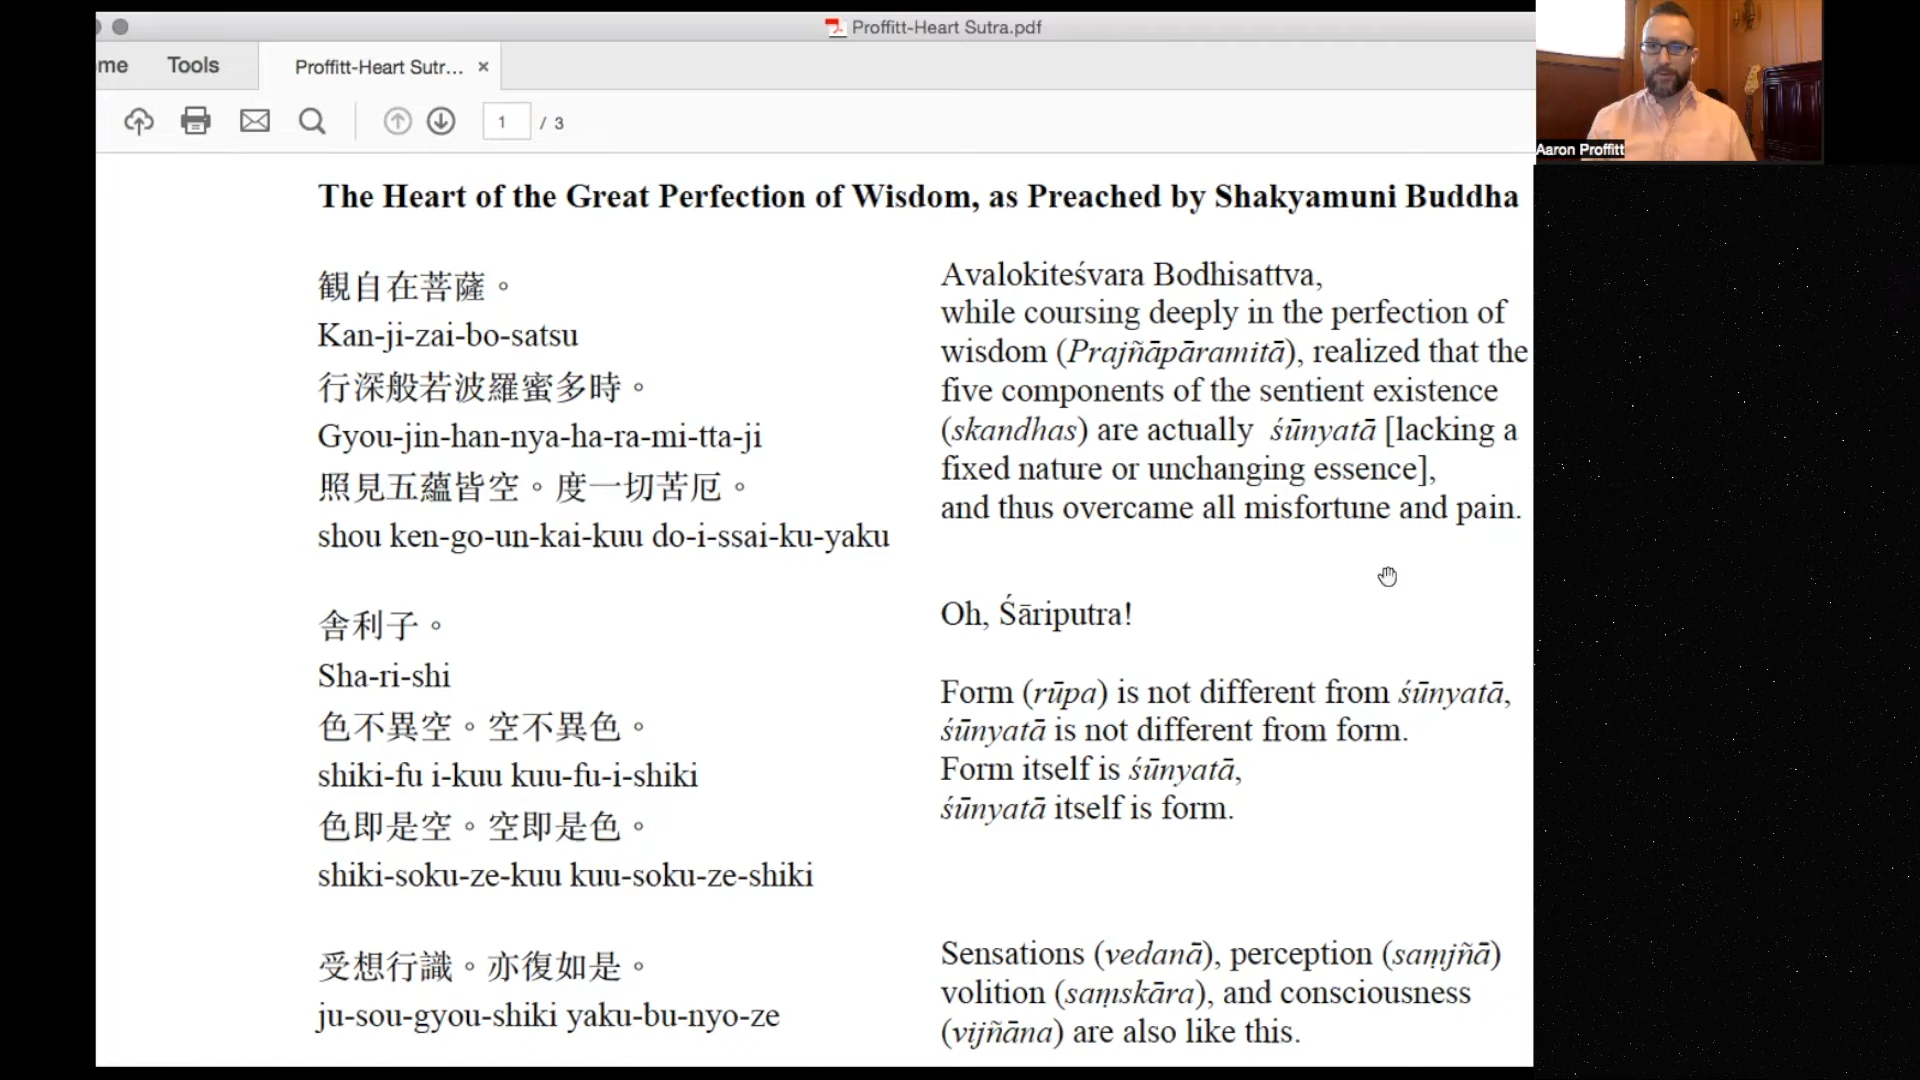 Proffitt-Heart Sutra.pdf
me Tools Proffitt-Heart Sutr... ×
1 / 3
Aaron Proffitt
The Heart of the Great Perfection of Wisdom, as Preached by Shakyamuni Buddha
観自在菩薩。
Kan-ji-zai-bo-satsu
行深般若波羅蜜多時。
Gyou-jin-han-nya-ha-ra-mi-tta-ji
照見五蘊皆空。度一切苦厄。
shou ken-go-un-kai-kuu do-i-ssai-ku-yaku
舎利子。
Sha-ri-shi
色不異空。空不異色。
shiki-fu i-kuu kuu-fu-i-shiki
色即是空。空即是色。
shiki-soku-ze-kuu kuu-soku-ze-shiki
受想行識。亦復如是。
ju-sou-gyou-shiki yaku-bu-nyo-ze
Avalokiteśvara Bodhisattva,
while coursing deeply in the perfection of
wisdom (Prajñāpāramitā), realized that the
five components of the sentient existence
(skandhas) are actually śūnyatā [lacking a
fixed nature or unchanging essence],
and thus overcame all misfortune and pain.
Oh, Śāriputra!
Form (rūpa) is not different from śūnyatā,
śūnyatā is not different from form.
Form itself is śūnyatā,
śūnyatā itself is form.
Sensations (vedanā), perception (saṃjñā)
volition (saṃskāra), and consciousness
(vijñāna) are also like this.